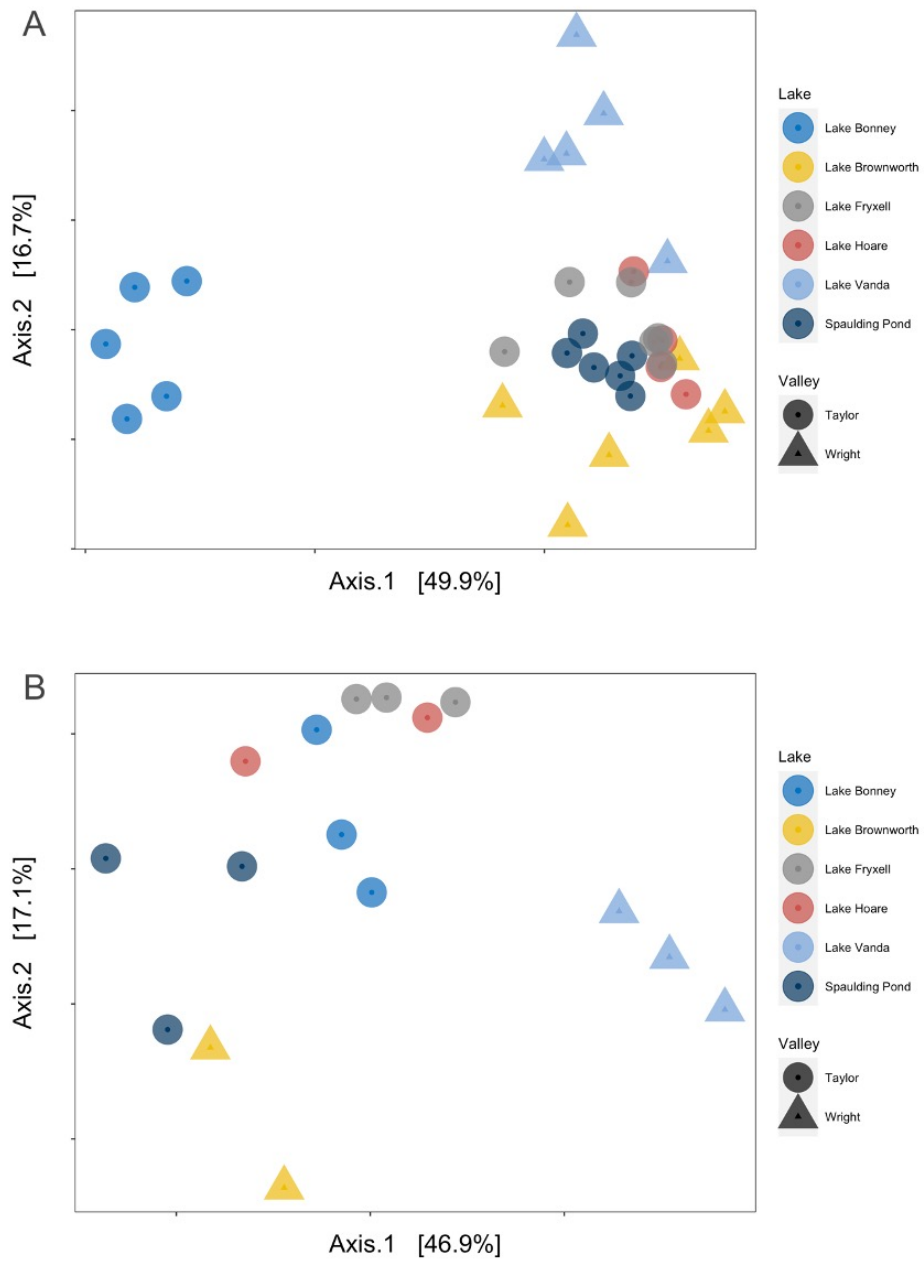 A
Axis.2 [16.7%]
Axis.1 [49.9%]
Lake
Lake Bonney
Lake Brownworth
Lake Fryxell
Lake Hoare
Lake Vanda
Spaulding Pond
Valley
Taylor
Wright
B
Axis.2 [17.1%]
Axis.1 [46.9%]
Lake
Lake Bonney
Lake Brownworth
Lake Fryxell
Lake Hoare
Lake Vanda
Spaulding Pond
Valley
Taylor
Wright